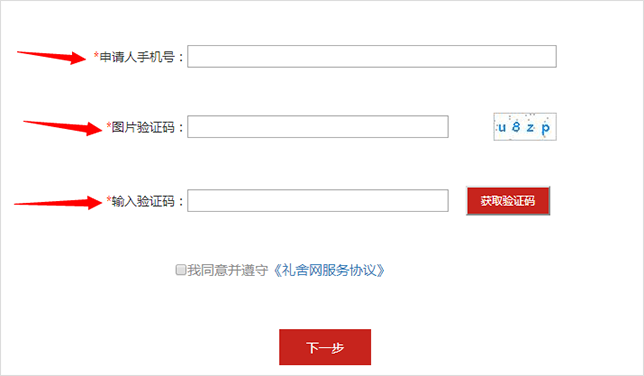 *申请人手机号：
*图片验证码： u8zp
*输入验证码： 获取验证码
我同意并遵守《礼舍网服务协议》
下一步